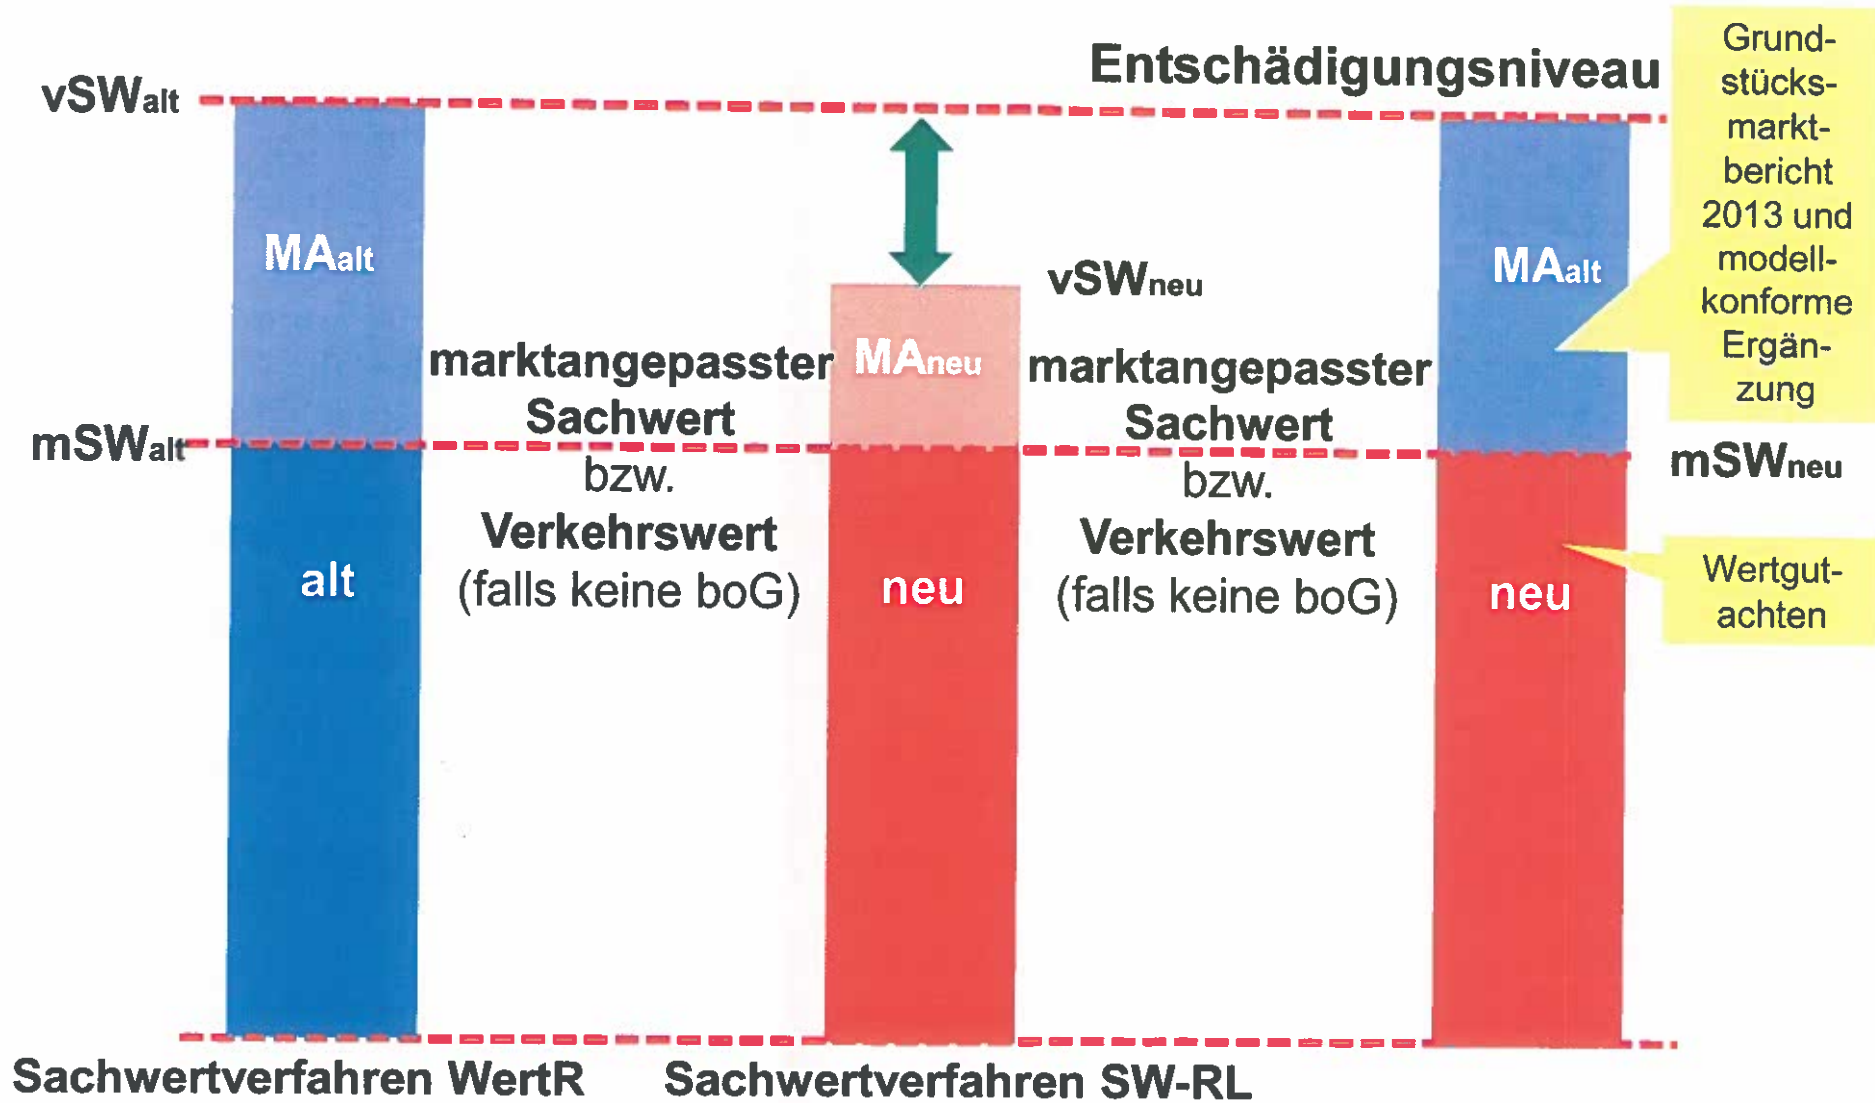 Entschädigungsniveau
vSWalt
MAalt
marktangepasster
Sachwert
bzw.
Verkehrswert
(falls keine boG)
mSWalt
alt
vSWneu
MAneu
neu
marktangepasster
Sachwert
bzw.
Verkehrswert
(falls keine boG)
MAalt
mSWneu
neu
Grund-
stücks-
markt-
bericht
2013 und
modell-
konforme
Ergän-
zung
Wertgut-
achten
Sachwertverfahren WertR
Sachwertverfahren SW-RL